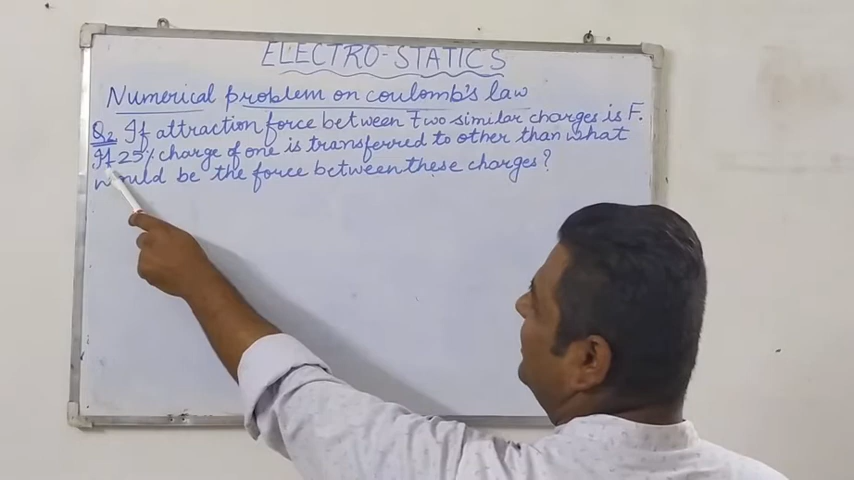 ELECTRO-STATICS
Numerical problem on coulomb's law
Q2 If attraction force between two similar charges is F.
If 25% charge of one is transferred to other than what
would be the force between these charges?